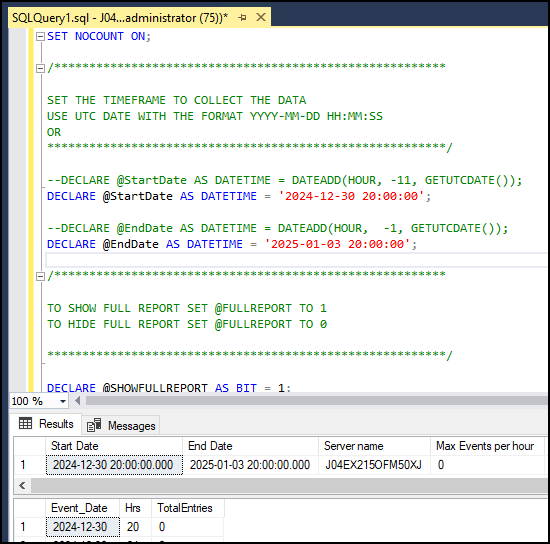 SQLQuery1.sql - J04...administrator (75))*
SET NOCOUNT ON;
/*******************************************************
SET THE TIMEFRAME TO COLLECT THE DATA
USE UTC DATE WITH THE FORMAT YYYY-MM-DD HH:MM:SS
OR
*******************************************************/
--DECLARE @StartDate AS DATETIME = DATEADD(HOUR, -11, GETUTCDATE());
DECLARE @StartDate AS DATETIME = '2024-12-30 20:00:00';
--DECLARE @EndDate AS DATETIME = DATEADD(HOUR,  -1, GETUTCDATE());
DECLARE @EndDate AS DATETIME = '2025-01-03 20:00:00';
/*******************************************************
TO SHOW FULL REPORT SET @FULLREPORT TO 1
TO HIDE FULL REPORT SET @FULLREPORT TO 0
*******************************************************/
DECLARE @SHOWFULLREPORT AS BIT = 1;
100 %
Results Messages
Start Date End Date Server name Max Events per hour
1 2024-12-30 20:00:00.000 2025-01-03 20:00:00.000 J04EX215OFM50XJ 0
Event_Date Hrs TotalEntries
1 2024-12-30 20 0